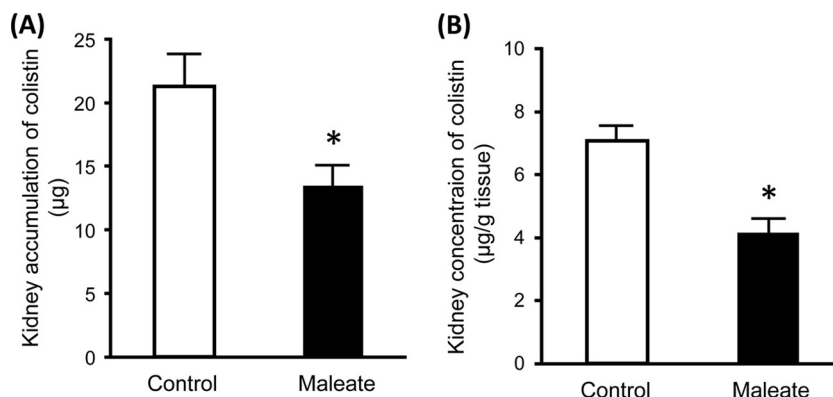 (A)
Kidney accumulation of colistin
(µg)
25
20
15
10
5
0
*
Control
Maleate
(B)
Kidney concentraion of colistin
(µg/g tissue)
10
8
6
4
2
0
*
Control
Maleate